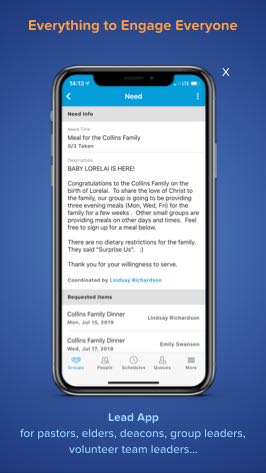 Everything to Engage Everyone
X
14:13
LTE
Need
Need Info
Need Title
Meal for the Collins Family
0/3 Taken
Description
BABY LORELAI IS HERE!
Congratulations to the Collins Family on the
birth of Lorelai. To share the love of Christ to
the family, our group is going to be providing
three evening meals (Mon, Wed, Fri) for the
family for a few weeks . Other small groups are
providing meals on other days and times. Feel
free to sign up for a meal below.
There are no dietary restrictions for the family.
They said "Surprise Us". :)
Thank you for your willingness to serve.
Coordinated by Lindsay Richardson
Requested Items
Collins Family Dinner
Mon, Jul 15, 2019
Lindsay Richardson
Collins Family Dinner
Wed, Jul 17, 2019
Emily Swanson
Groups People Schedules Queues More
Lead App
for pastors, elders, deacons, group leaders,
volunteer team leaders...